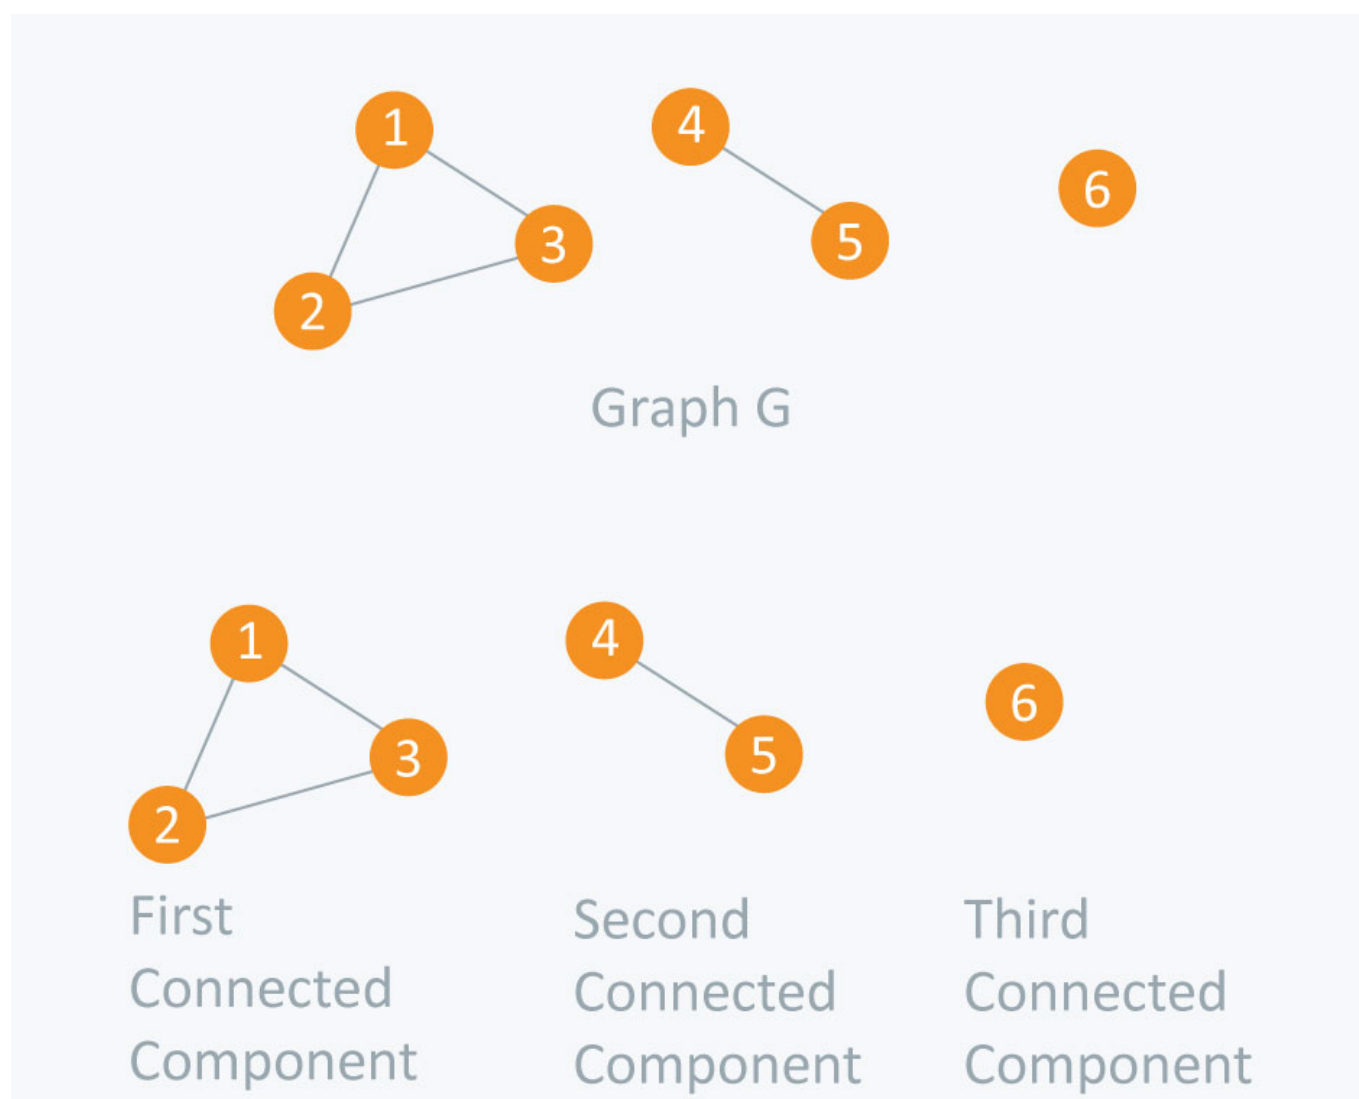 1
4
6
3
5
2
Graph G
1
4
6
3
5
2
First
Connected
Component
Second
Connected
Component
Third
Connected
Component